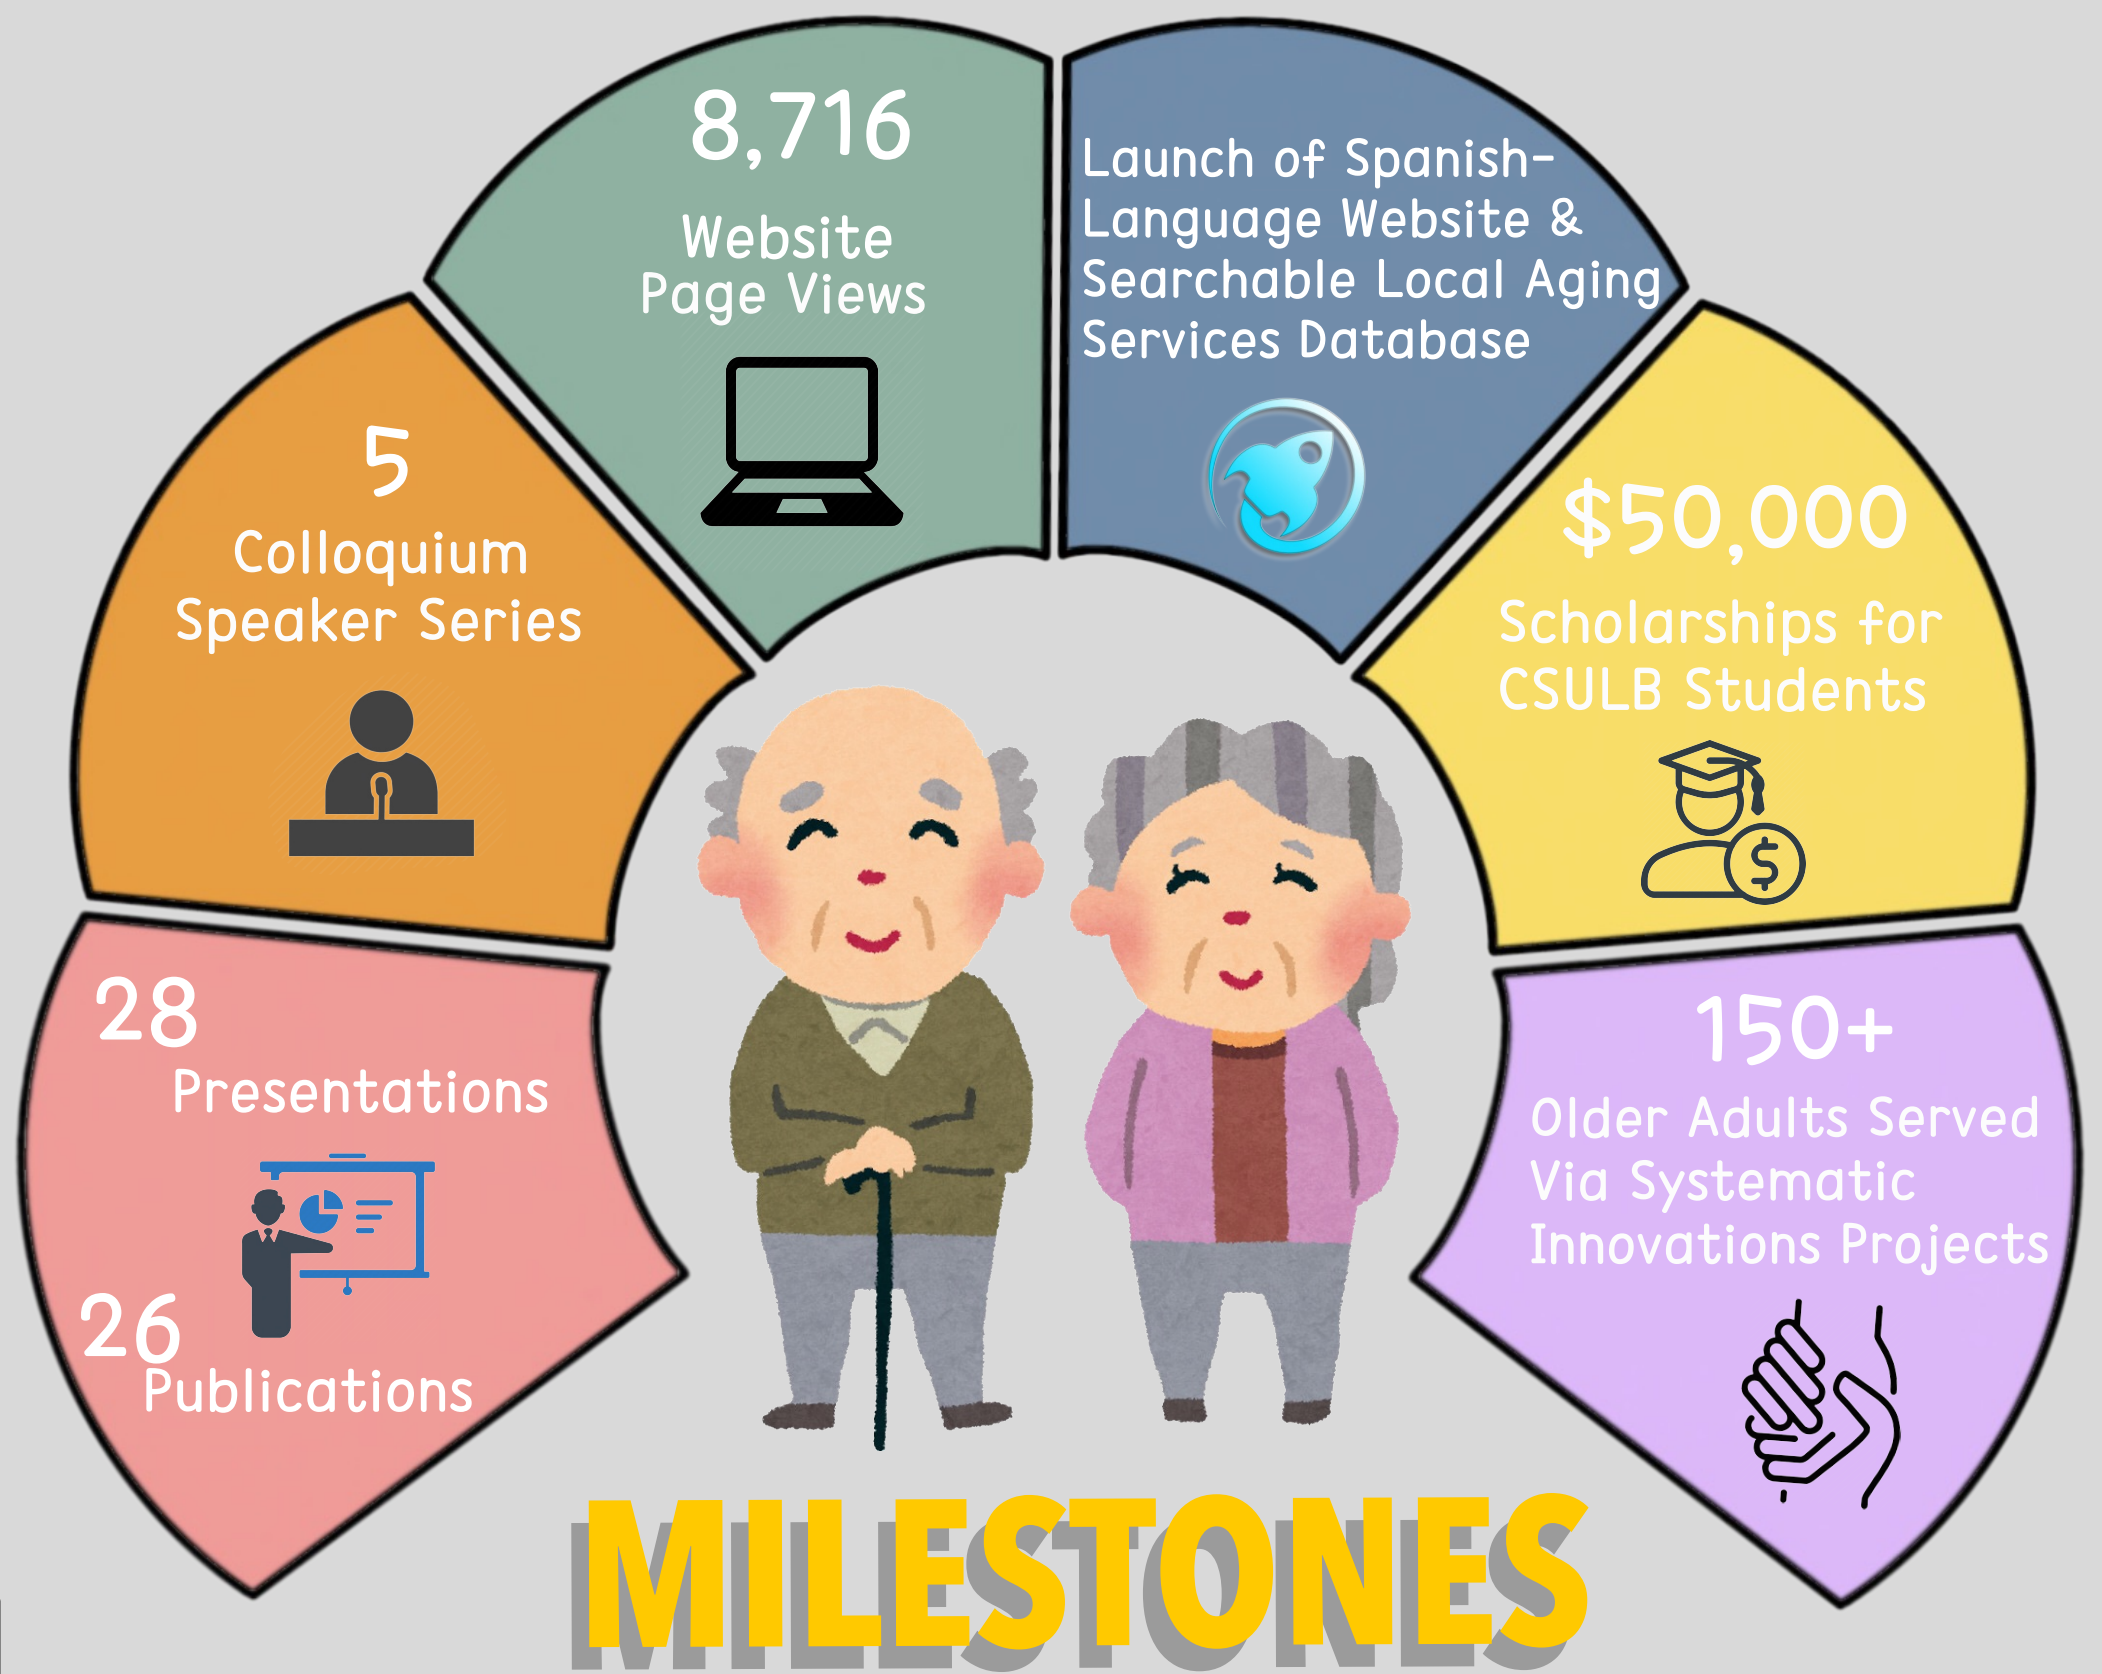 28
Presentations
26
Publications
5
Colloquium
Speaker Series
8,716
Website
Page Views
Launch of Spanish-
Language Website &
Searchable Local Aging
Services Database
$50,000
Scholarships for
CSULB Students
$
150+
Older Adults Served
Via Systematic
Innovations Projects
MILESTONES